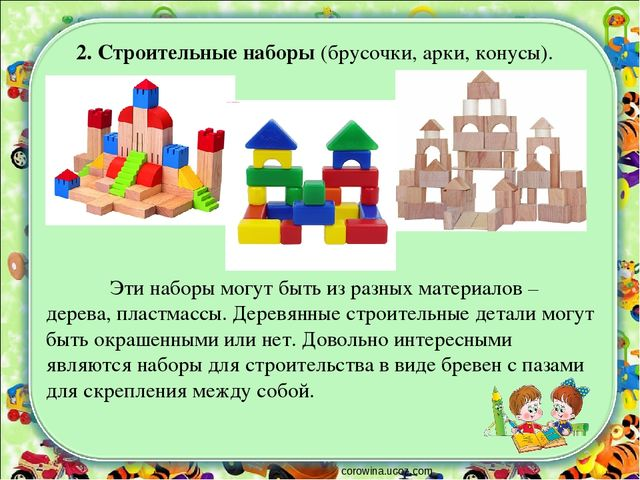 2. Строительные наборы (брусочки, арки, конусы).
Эти наборы могут быть из разных материалов –
дерева, пластмассы. Деревянные строительные детали могут
быть окрашенными или нет. Довольно интересными
являются наборы для строительства в виде бревен с пазами
для скрепления между собой.
corowina.ucoz.com